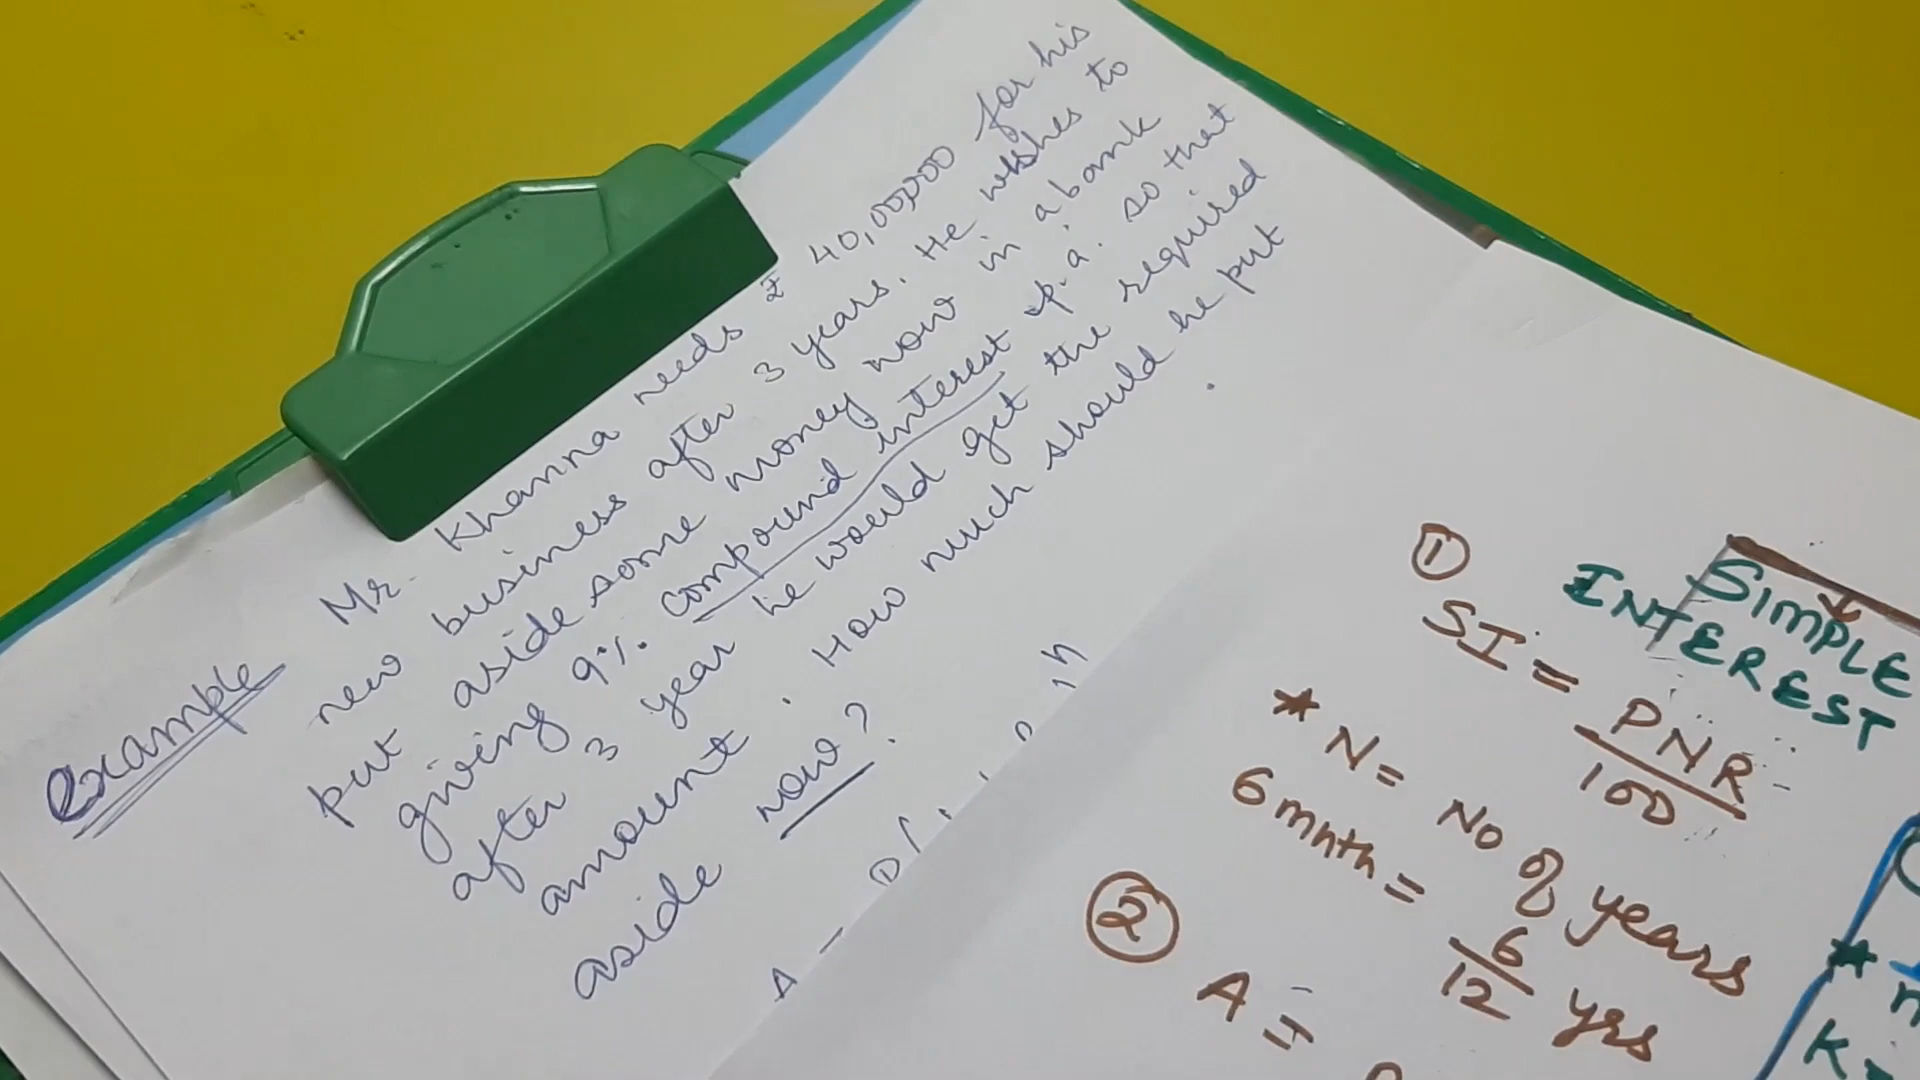 Example
Mr. Khanna needs ₹ 40,00,000 for his
new business after 3 years. He wishes to
put aside some money now in a bank
giving 9% compound interest p.a. so that
after 3 year he would get the required
amount. How much should he put
aside now?
A
n
①
SIMPLE
INTEREST
SI = PNR
100
* N = No of years
6 mnth = 6
12 yrs
②
A =
*
K